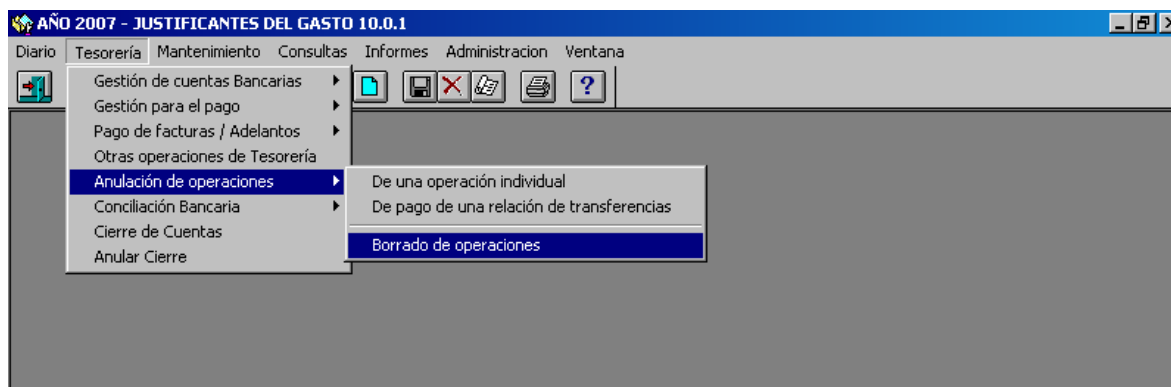 AÑO 2007 - JUSTIFICANTES DEL GASTO 10.0.1
Diario Tesorería Mantenimiento Consultas Informes Administracion Ventana
Gestión de cuentas Bancarias
Gestión para el pago
Pago de facturas / Adelantos
Otras operaciones de Tesorería
Anulación de operaciones
Conciliación Bancaria
Cierre de Cuentas
Anular Cierre
De una operación individual
De pago de una relación de transferencias
Borrado de operaciones